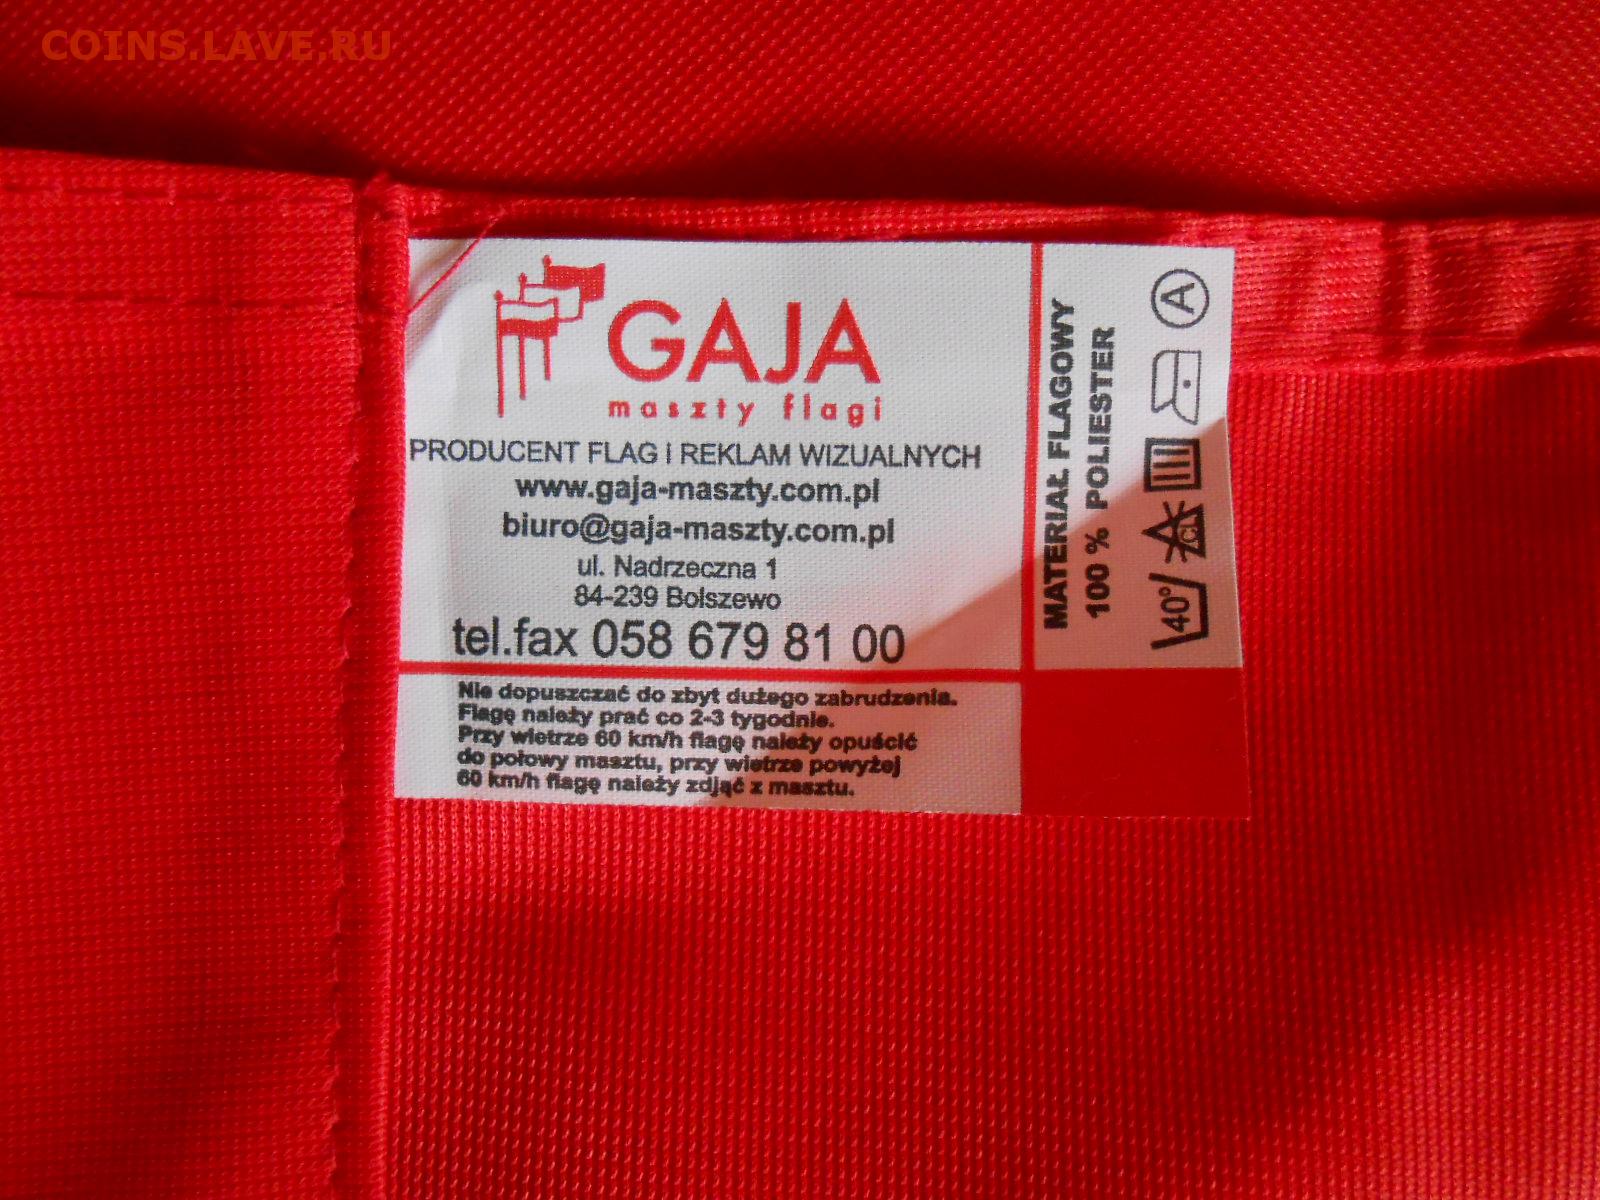 COINS.LAVE.RU
GAJA
maszty flagi
PRODUCENT FLAG I REKLAM WIZUALNYCH
www.gaja-maszty.com.pl
biuro@gaja-maszty.com.pl
ul. Nadrzeczna 1
84-239 Bolszewo
tel.fax 058 679 81 00
Nie dopuszczać do zbyt dużego zabrudzenia.
Flagę należy prać co 2-3 tygodnie.
Przy wietrze 60 km/h flagę należy opuścić
do połowy masztu, przy wietrze powyżej
60 km/h flagę należy zdjąć z masztu.
MATERIAŁ FLAGOWY
100 % POLIESTER
40°
CL
A